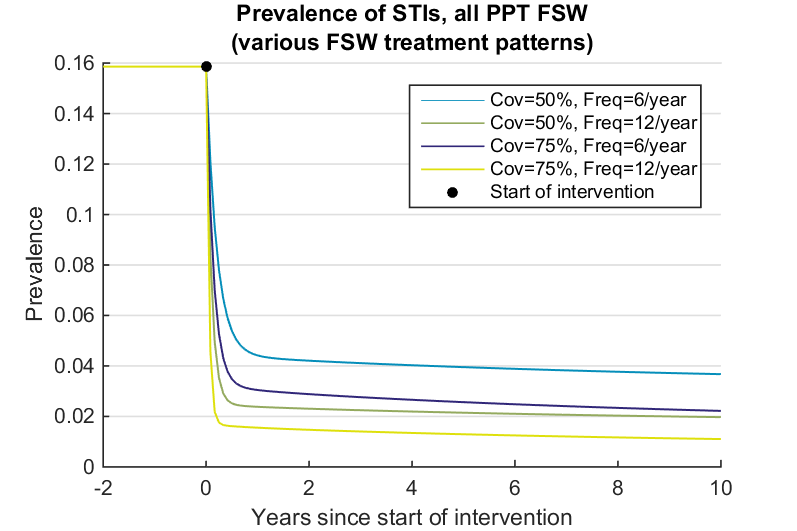 Prevalence of STIs, all PPT FSW
(various FSW treatment patterns)
0.16
0.14
0.12
0.1
0.08
0.06
0.04
0.02
0
Prevalence
Cov=50%, Freq=6/year
Cov=50%, Freq=12/year
Cov=75%, Freq=6/year
Cov=75%, Freq=12/year
Start of intervention
-2 0 2 4 6 8 10
Years since start of intervention